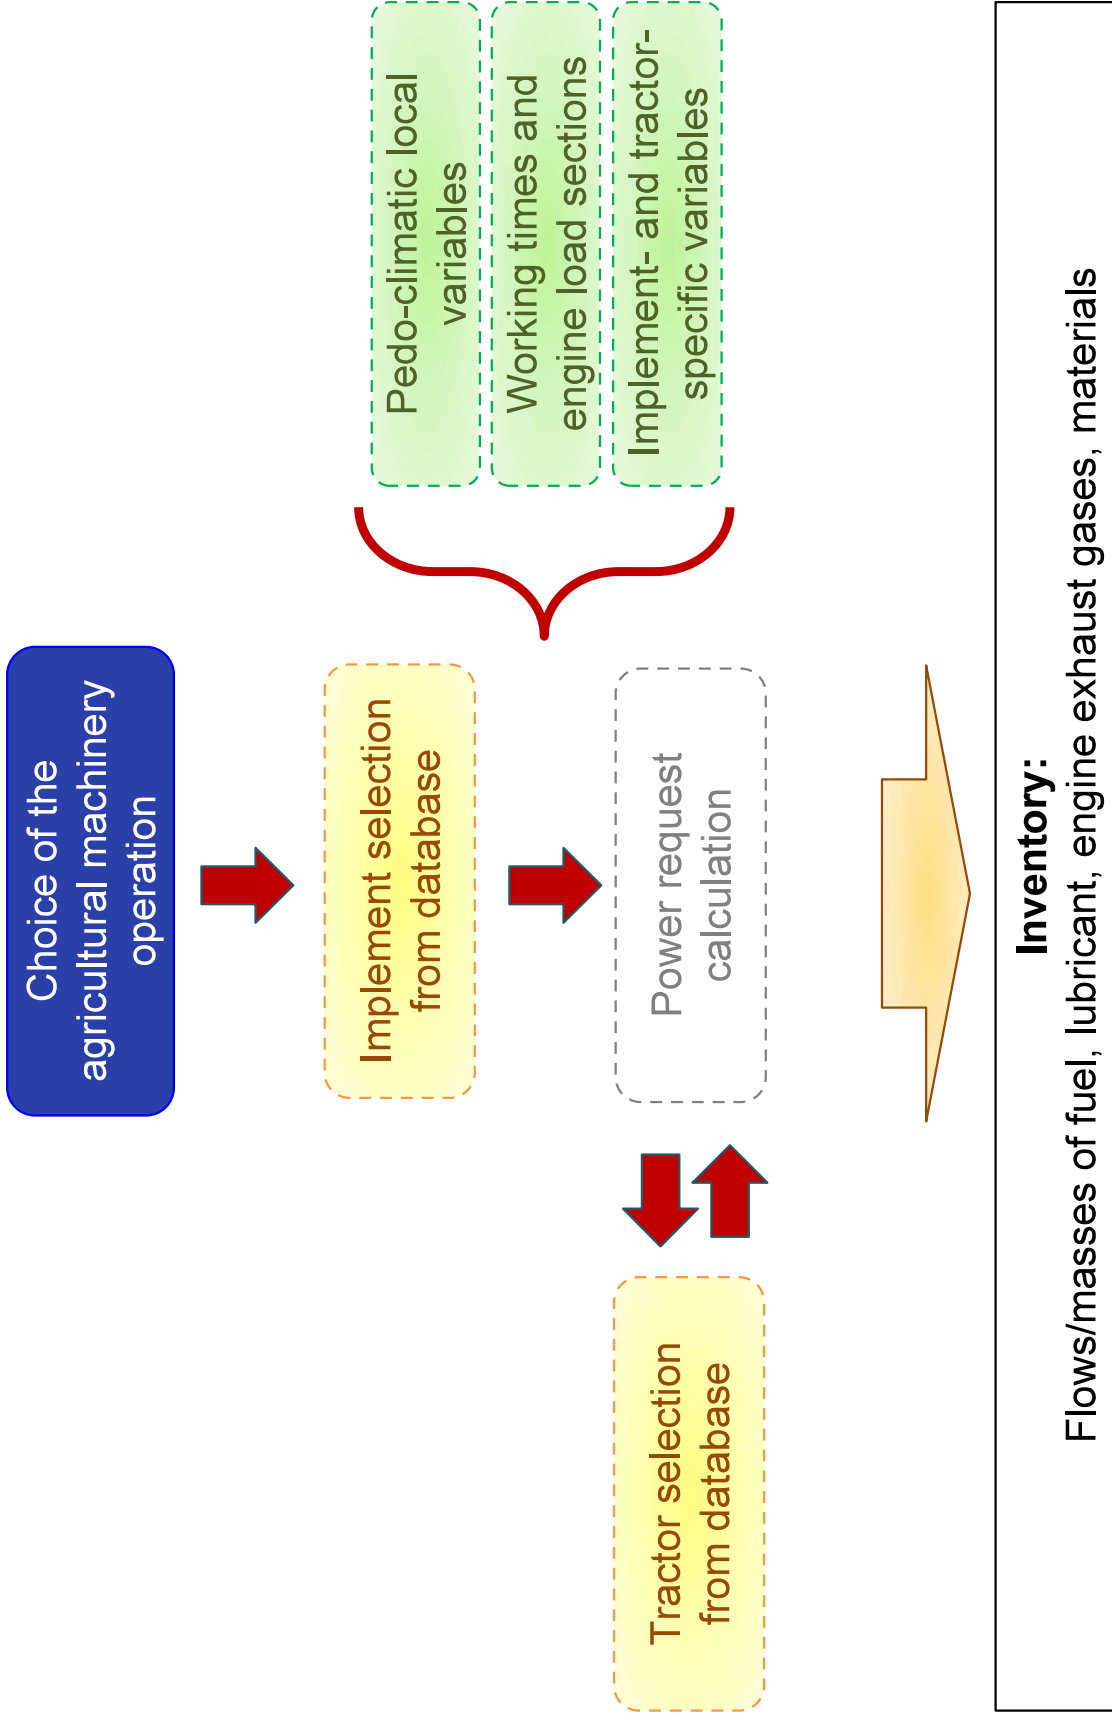 Choice of the
agricultural machinery
operation
Implement selection
from database
Pedo-climatic local
variables
Working times and
engine load sections
Implement- and tractor-
specific variables
Tractor selection
from database
Power request
calculation
Inventory:
Flows/masses of fuel, lubricant, engine exhaust gases, materials